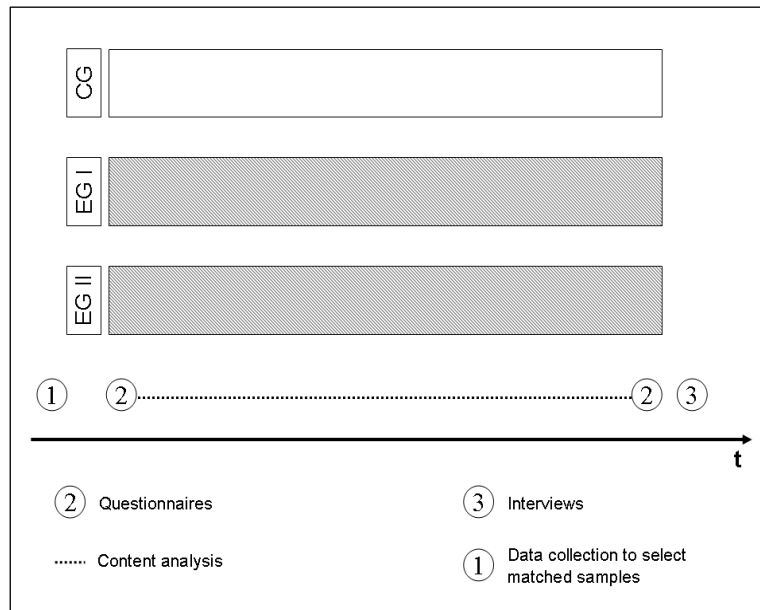 CG
EG I
EG II
1 2 2 3
t
2 Questionnaires
3 Interviews
Content analysis
1 Data collection to select
matched samples